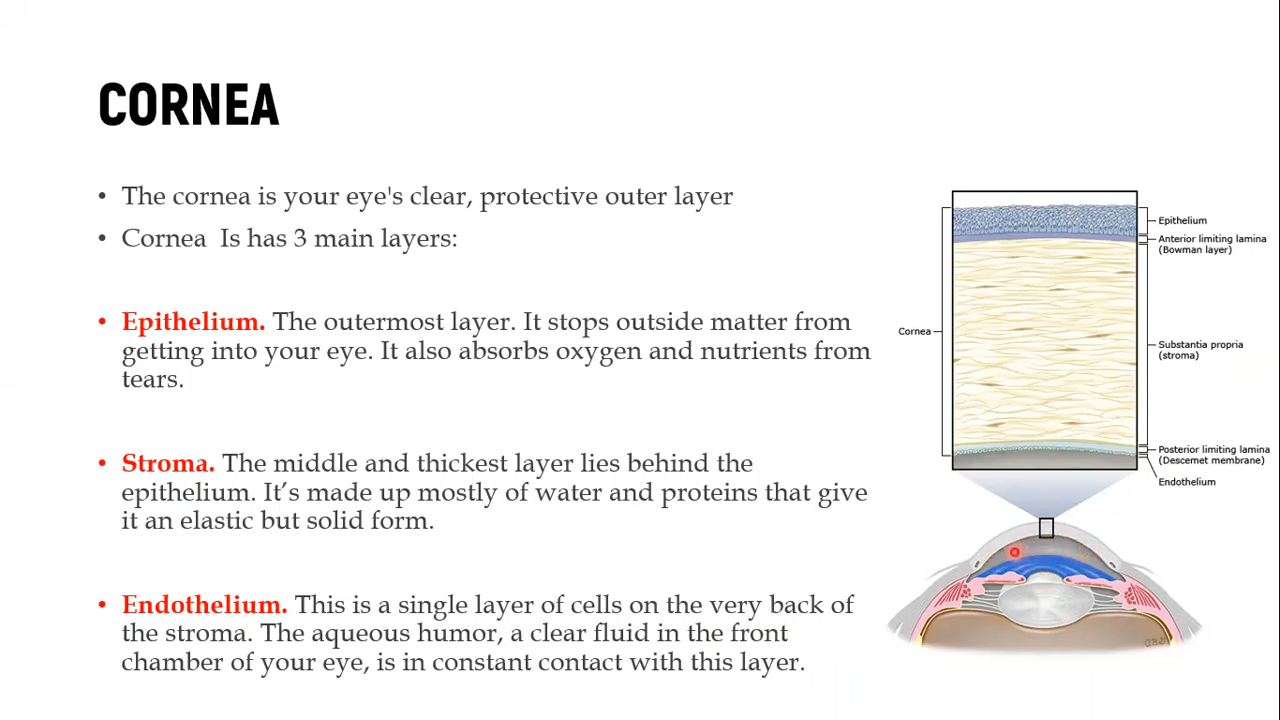 CORNEA
• The cornea is your eye's clear, protective outer layer
• Cornea  Is has 3 main layers:
• Epithelium. The outermost layer. It stops outside matter from
getting into your eye. It also absorbs oxygen and nutrients from
tears.
• Stroma. The middle and thickest layer lies behind the
epithelium. It’s made up mostly of water and proteins that give
it an elastic but solid form.
• Endothelium. This is a single layer of cells on the very back of
the stroma. The aqueous humor, a clear fluid in the front
chamber of your eye, is in constant contact with this layer.
Epithelium
Anterior limiting lamina
(Bowman layer)
Cornea
Substantia propria
(stroma)
Posterior limiting lamina
(Descemet membrane)
Endothelium